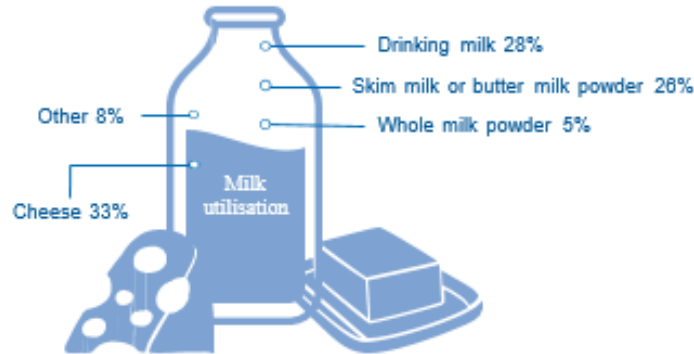 Drinking milk 28%
Skim milk or butter milk powder 26%
Other 8%
Whole milk powder 5%
Milk
utilisation
Cheese 33%